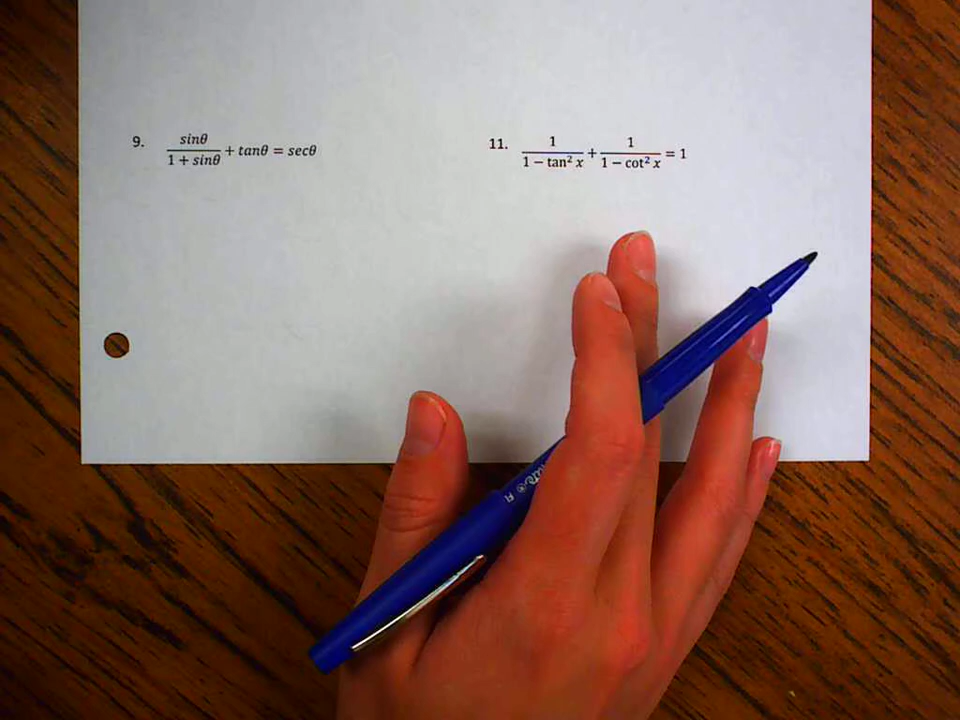 9. sinθ/(1 + sinθ) + tanθ = secθ
11. 1/(1 − tan² x) + 1/(1 − cot² x) = 1